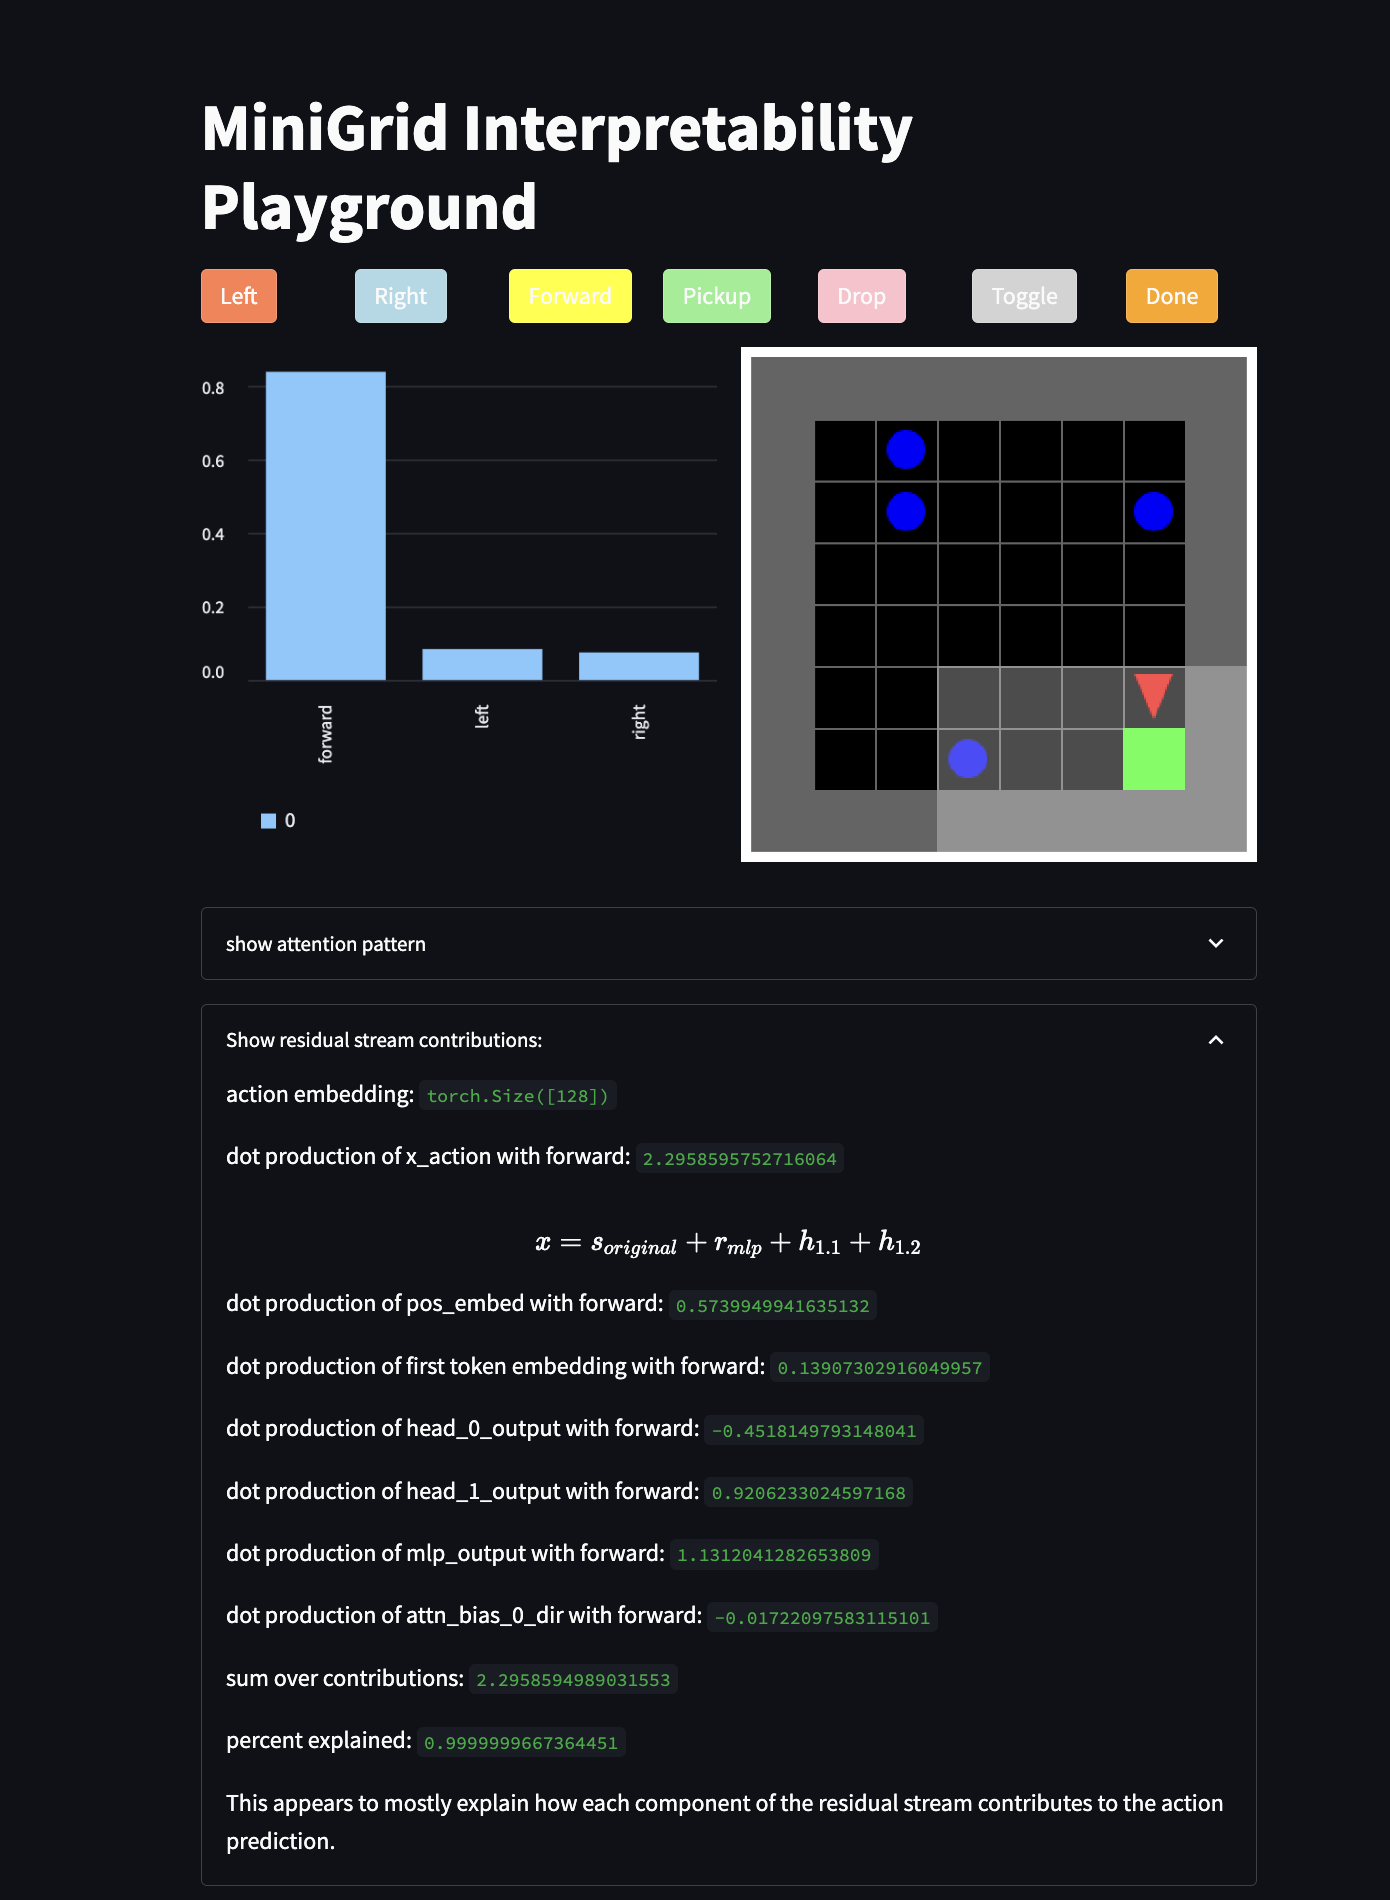 MiniGrid Interpretability
Playground
Left Right Forward Pickup Drop Toggle Done
0.8
0.6
0.4
0.2
0.0
forward left right
0
show attention pattern
Show residual stream contributions:
action embedding: torch.Size([128])
dot production of x_action with forward: 2.2958595752716064
x = s_{original} + r_{mlp} + h_{1.1} + h_{1.2}
dot production of pos_embed with forward: 0.5739949941635132
dot production of first token embedding with forward: 0.13907302916049957
dot production of head_0_output with forward: -0.4518149793148041
dot production of head_1_output with forward: 0.9206233024597168
dot production of mlp_output with forward: 1.1312041282653809
dot production of attn_bias_0_dir with forward: -0.01722097583115101
sum over contributions: 2.2958594989031553
percent explained: 0.9999999667364451
This appears to mostly explain how each component of the residual stream contributes to the action
prediction.